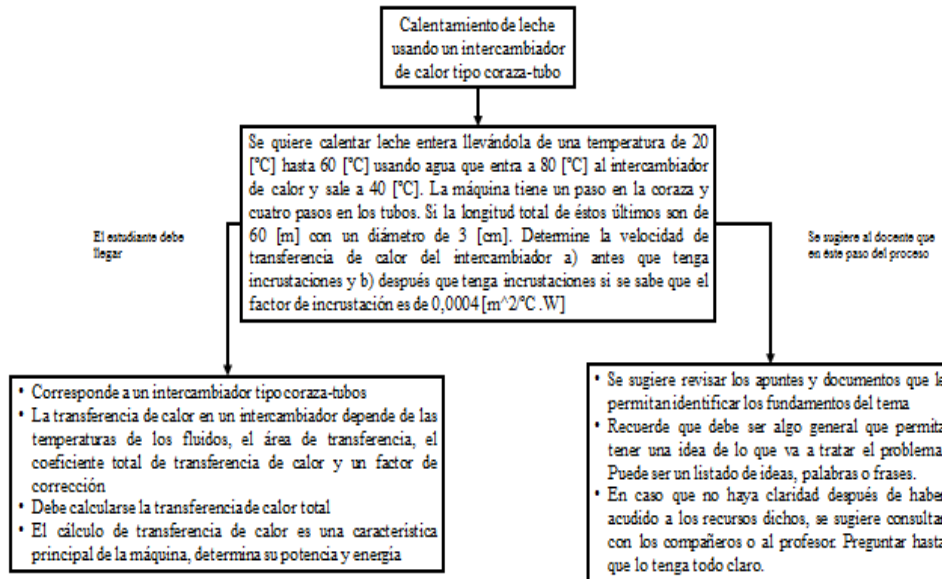 Calentamiento de leche
usando un intercambiador
de calor tipo coraza-tubo
Se quiere calentar leche entera llevándola de una temperatura de 20
[°C] hasta 60 [°C] usando agua que entra a 80 [°C] al intercambiador
de calor y sale a 40 [°C]. La máquina tiene un paso en la coraza y
cuatro pasos en los tubos. Si la longitud total de éstos últimos son de
60 [m] con un diámetro de 3 [cm]. Determine la velocidad de
transferencia de calor del intercambiador a) antes que tenga
incrustaciones y b) después que tenga incrustaciones si se sabe que el
factor de incrustación es de 0,0004 [m^2/°C .W]
El estudiante debe
llegar
Se sugiere al docente que
en éste paso del proceso
• Corresponde a un intercambiador tipo coraza-tubos
• La transferencia de calor en un intercambiador depende de las
temperaturas de los fluidos, el área de transferencia, el
coeficiente total de transferencia de calor y un factor de
corrección
• Debe calcularse la transferencia de calor total
• El cálculo de transferencia de calor es una característica
principal de la máquina, determina su potencia y energía
• Se sugiere revisar los apuntes y documentos que le
permitan identificar los fundamentos del tema
• Recuerde que debe ser algo general que permita
tener una idea de lo que va a tratar el problema.
Puede ser un listado de ideas, palabras o frases.
• En caso que no haya claridad después de haber
acudido a los recursos dichos, se sugiere consultar
con los compañeros o al profesor. Preguntar hasta
que lo tenga todo claro.